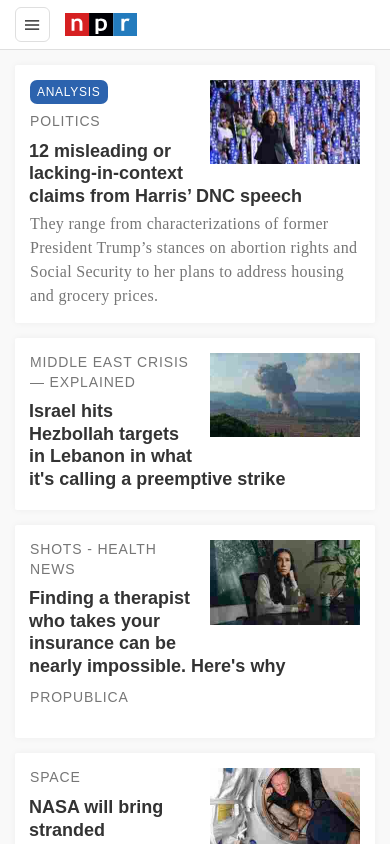 npr
ANALYSIS
POLITICS
12 misleading or
lacking-in-context
claims from Harris’ DNC speech
They range from characterizations of former
President Trump’s stances on abortion rights and
Social Security to her plans to address housing
and grocery prices.
MIDDLE EAST CRISIS
— EXPLAINED
Israel hits
Hezbollah targets
in Lebanon in what
it's calling a preemptive strike
SHOTS - HEALTH
NEWS
Finding a therapist
who takes your
insurance can be
nearly impossible. Here's why
PROPUBLICA
SPACE
NASA will bring
stranded